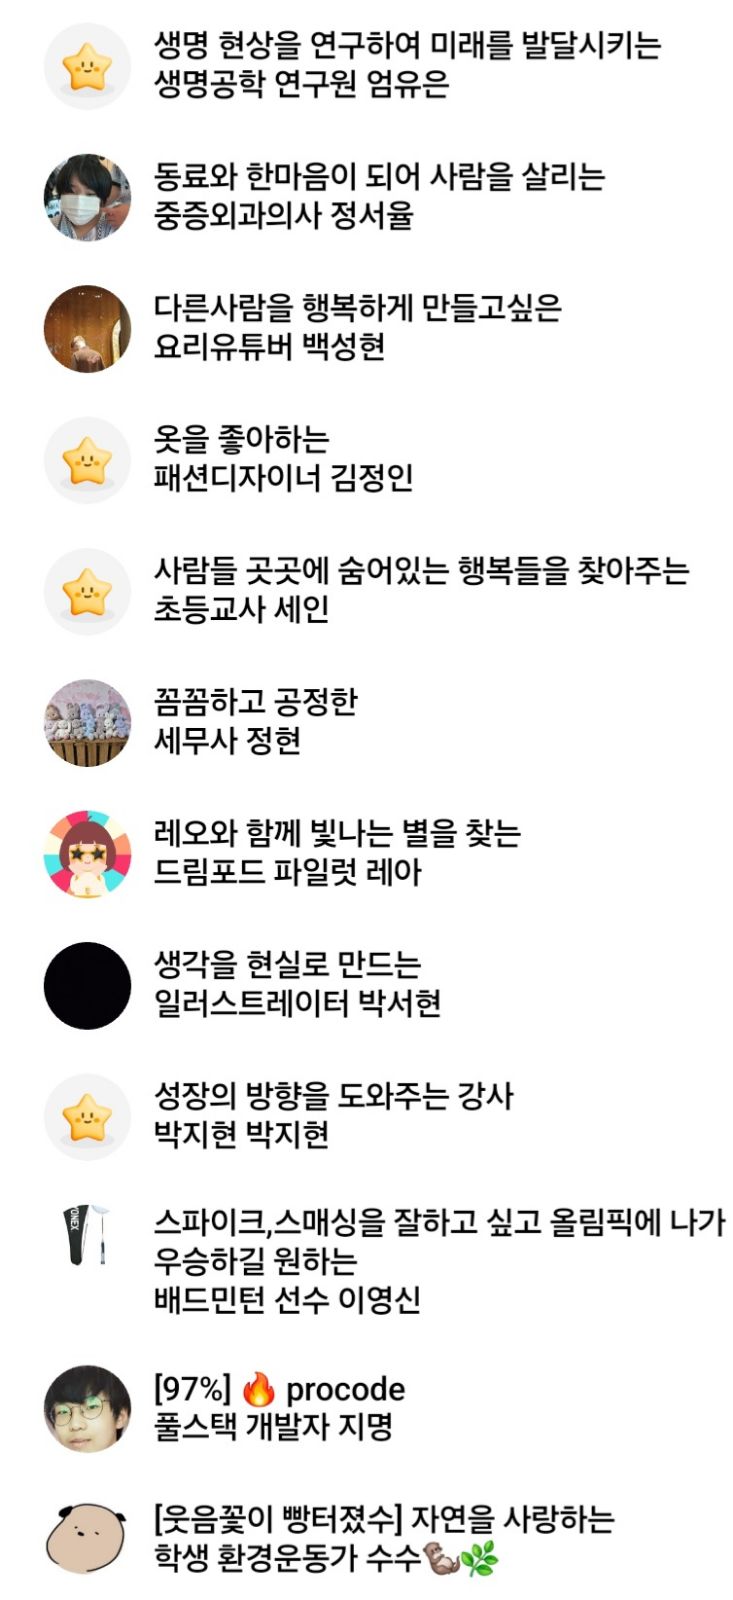 생명 현상을 연구하여 미래를 발달시키는
생명공학 연구원 엄유은
동료와 한마음이 되어 사람을 살리는
중증외과의사 정서율
다른사람을 행복하게 만들고싶은
요리유튜버 백성현
옷을 좋아하는
패션디자이너 김정인
사람들 곳곳에 숨어있는 행복들을 찾아주는
초등교사 세인
꼼꼼하고 공정한
세무사 정현
레오와 함께 빛나는 별을 찾는
드림포드 파일럿 레아
생각을 현실로 만드는
일러스트레이터 박서현
성장의 방향을 도와주는 강사
박지현 박지현
YONEX
스파이크,스매싱을 잘하고 싶고 올림픽에 나가
우승하길 원하는
배드민턴 선수 이영신
[97%] 🔥 procode
풀스택 개발자 지명
[웃음꽃이 빵터졌수] 자연을 사랑하는
학생 환경운동가 수수🦦🌿